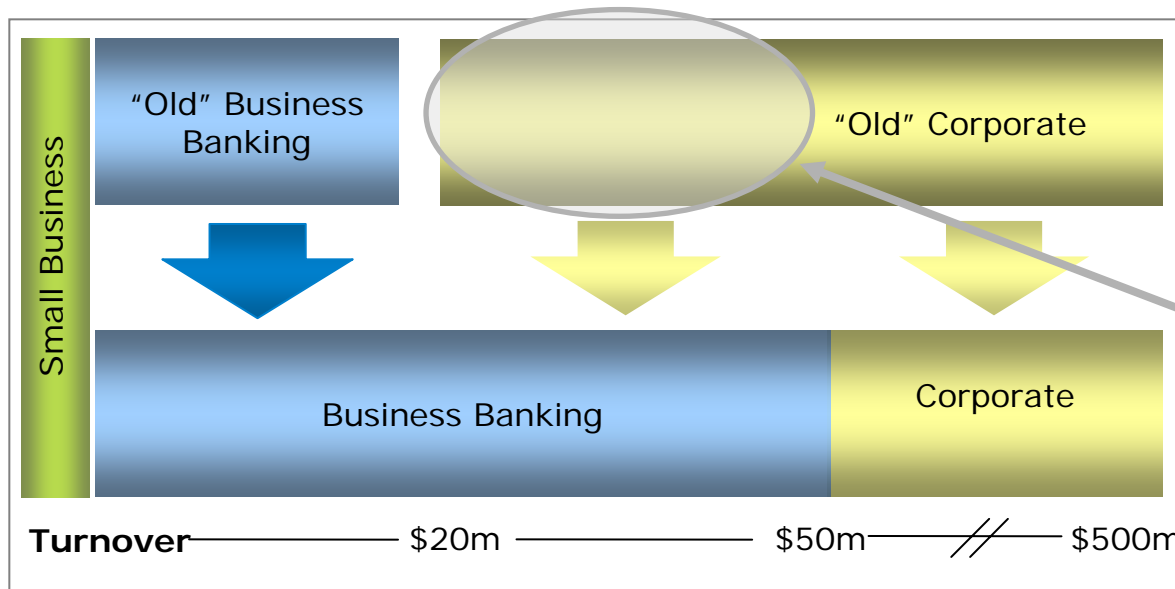 Small Business
“Old” Business
Banking
“Old” Corporate
Business Banking
Corporate
Turnover $20m $50m $500m